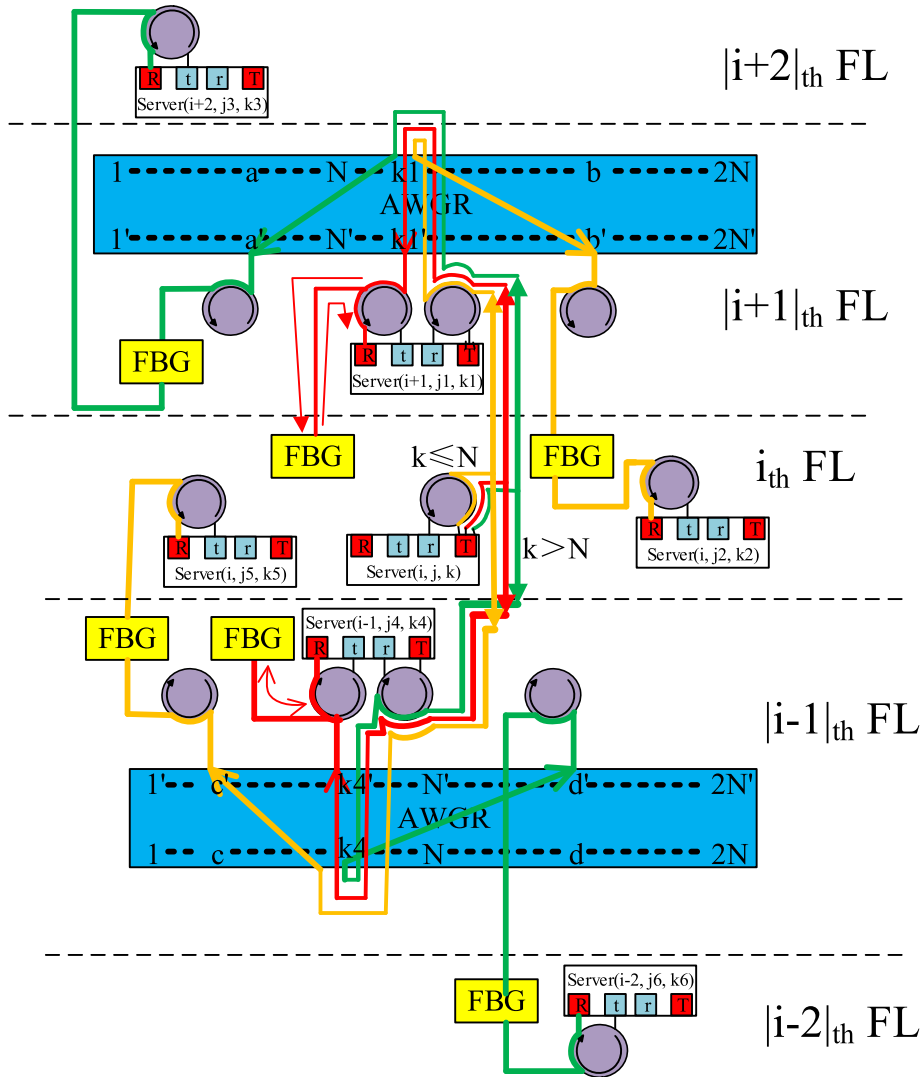 |i+2|th FL
R t r T
Server(i+2, j3, k3)
1 a N k1 b 2N
AWGR
1' a' N' k1' b' 2N'
|i+1|th FL
FBG
R t r T
Server(i+1, j1, k1)
FBG
k≤N
FBG
ith FL
R t r T
Server(i, j5, k5)
R t r T
Server(i, j, k)
k>N
R t r T
Server(i, j2, k2)
FBG
FBG
Server(i-1, j4, k4)
R t r T
|i-1|th FL
1' c' k4' N' d' 2N'
AWGR
1 c k4 N d 2N
FBG
Server(i-2, j6, k6)
R t r T
|i-2|th FL